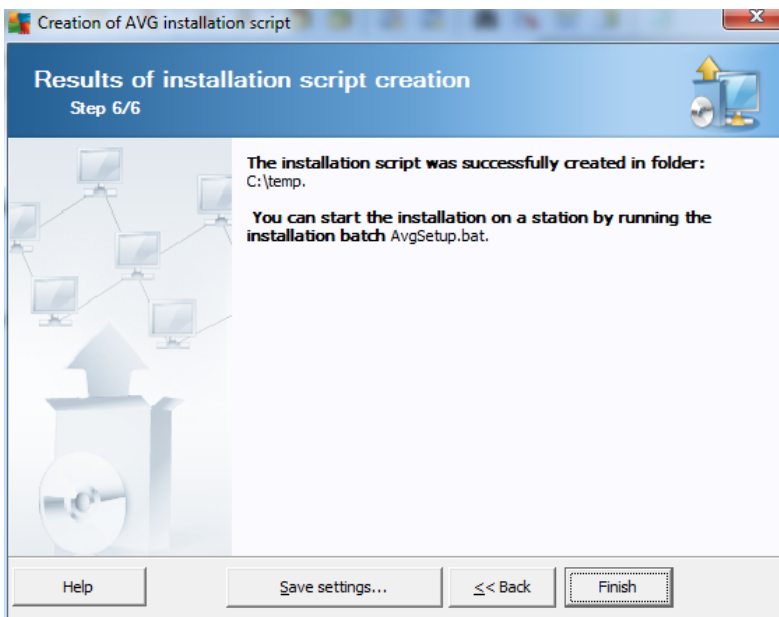 Creation of AVG installation script
Results of installation script creation
Step 6/6
The installation script was successfully created in folder:
C:\temp.
You can start the installation on a station by running the
installation batch AvgSetup.bat.
Help
Save settings...
<< Back
Finish